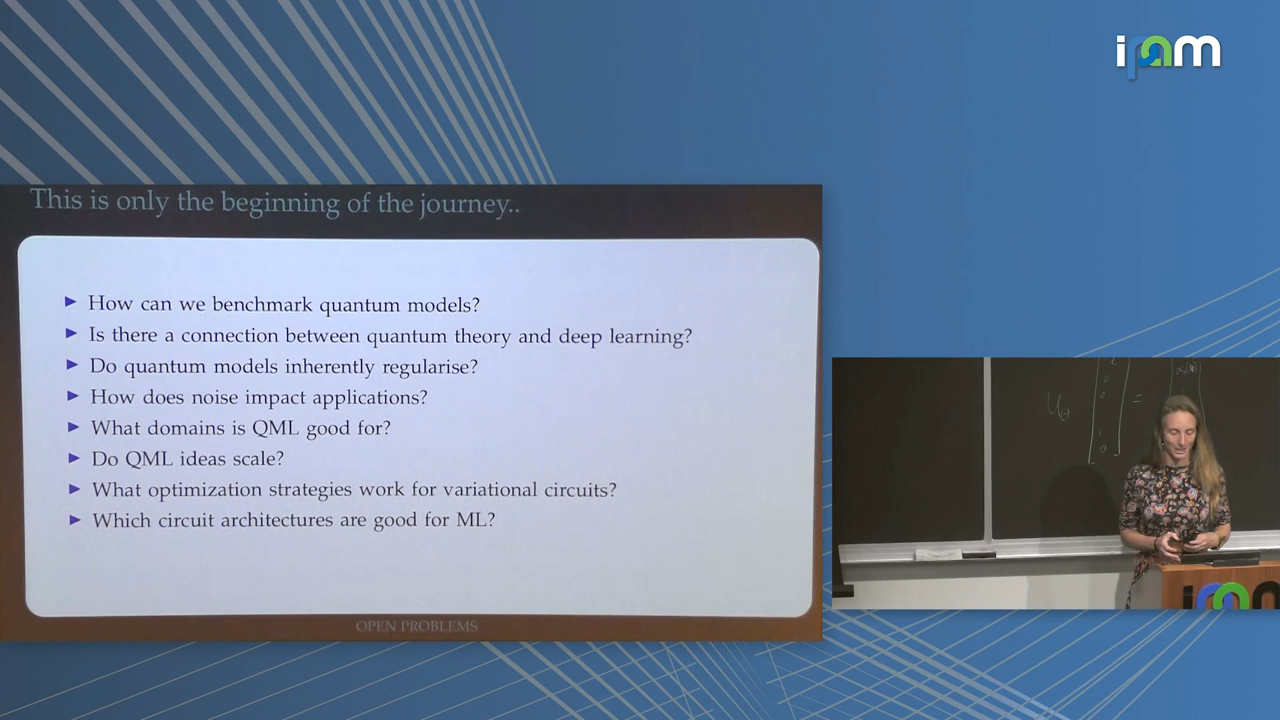 ipam
This is only the beginning of the journey..
▶ How can we benchmark quantum models?
▶ Is there a connection between quantum theory and deep learning?
▶ Do quantum models inherently regularise?
▶ How does noise impact applications?
▶ What domains is QML good for?
▶ Do QML ideas scale?
▶ What optimization strategies work for variational circuits?
▶ Which circuit architectures are good for ML?
OPEN PROBLEMS